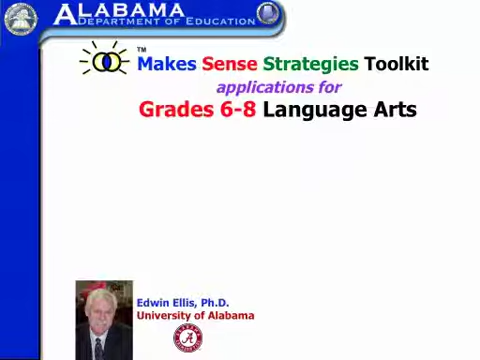 ALABAMA
DEPARTMENT OF EDUCATION
™
Makes Sense Strategies Toolkit
applications for
Grades 6-8 Language Arts
Edwin Ellis, Ph.D.
University of Alabama
A